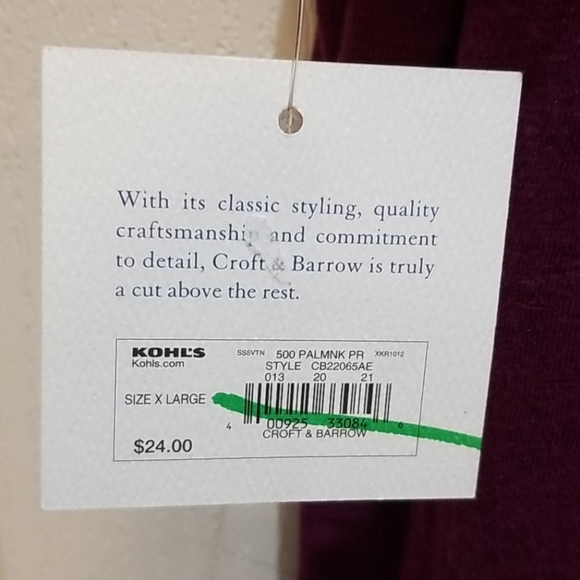 With its classic styling, quality
craftsmanship and commitment
to detail, Croft & Barrow is truly
a cut above the rest.
KOHL'S SSSVTN 500 PALMNK PR XKR1012
Kohls.com STYLE CB22065AE
013 20 21
SIZE X LARGE
4 00925 33084 6
CROFT & BARROW
$24.00